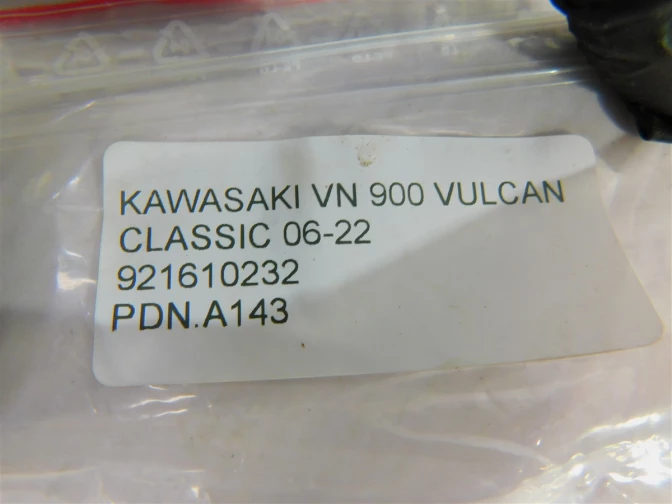 KAWASAKI VN 900 VULCAN
CLASSIC 06-22
921610232
PDN.A143